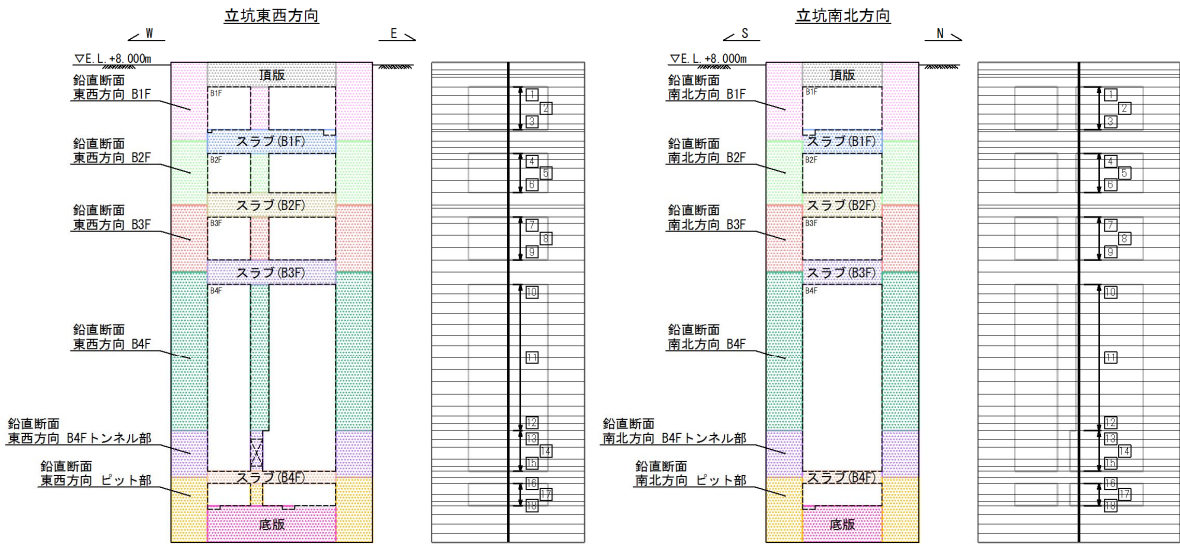 立坑東西方向
W
E
▽E.L.+8.000m
頂版
鉛直断面
東西方向 B1F
B1F
スラブ(B1F)
鉛直断面
東西方向 B2F
B2F
スラブ(B2F)
鉛直断面
東西方向 B3F
B3F
スラブ(B3F)
B4F
鉛直断面
東西方向 B4F
鉛直断面
東西方向 B4Fトンネル部
スラブ(B4F)
鉛直断面
東西方向 ピット部
底版
1
2
3
4
5
6
7
8
9
10
11
12
13
14
15
16
17
18
立坑南北方向
S
N
▽E.L.+8.000m
頂版
鉛直断面
南北方向 B1F
B1F
スラブ(B1F)
鉛直断面
南北方向 B2F
B2F
スラブ(B2F)
鉛直断面
南北方向 B3F
B3F
スラブ(B3F)
B4F
鉛直断面
南北方向 B4F
鉛直断面
南北方向 B4Fトンネル部
スラブ(B4F)
鉛直断面
南北方向 ピット部
底版
1
2
3
4
5
6
7
8
9
10
11
12
13
14
15
16
17
18